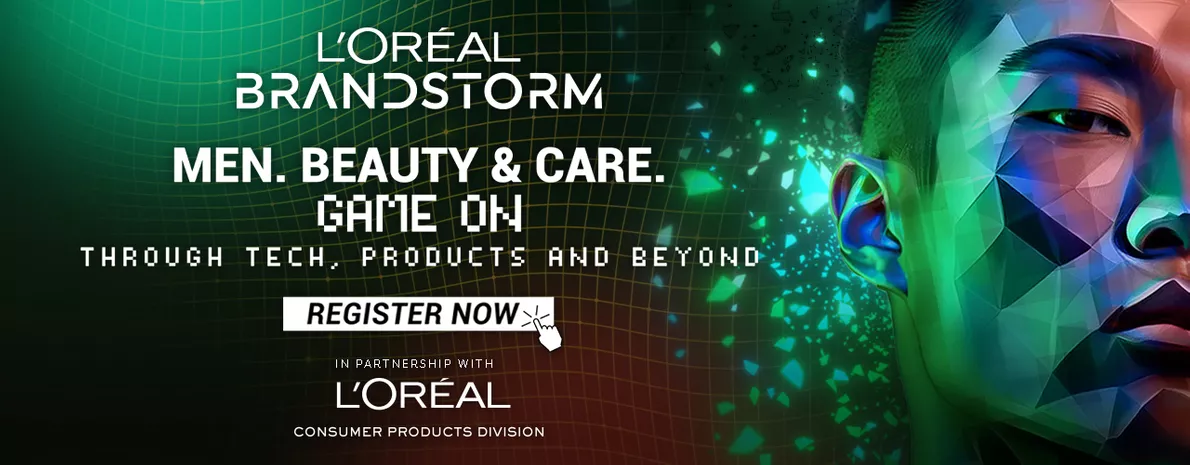 L'ORÉAL
BRANDSTORM
MEN. BEAUTY & CARE.
GAME ON
THROUGH TECH, PRODUCTS AND BEYOND
REGISTER NOW
IN PARTNERSHIP WITH
L'ORÉAL
CONSUMER PRODUCTS DIVISION